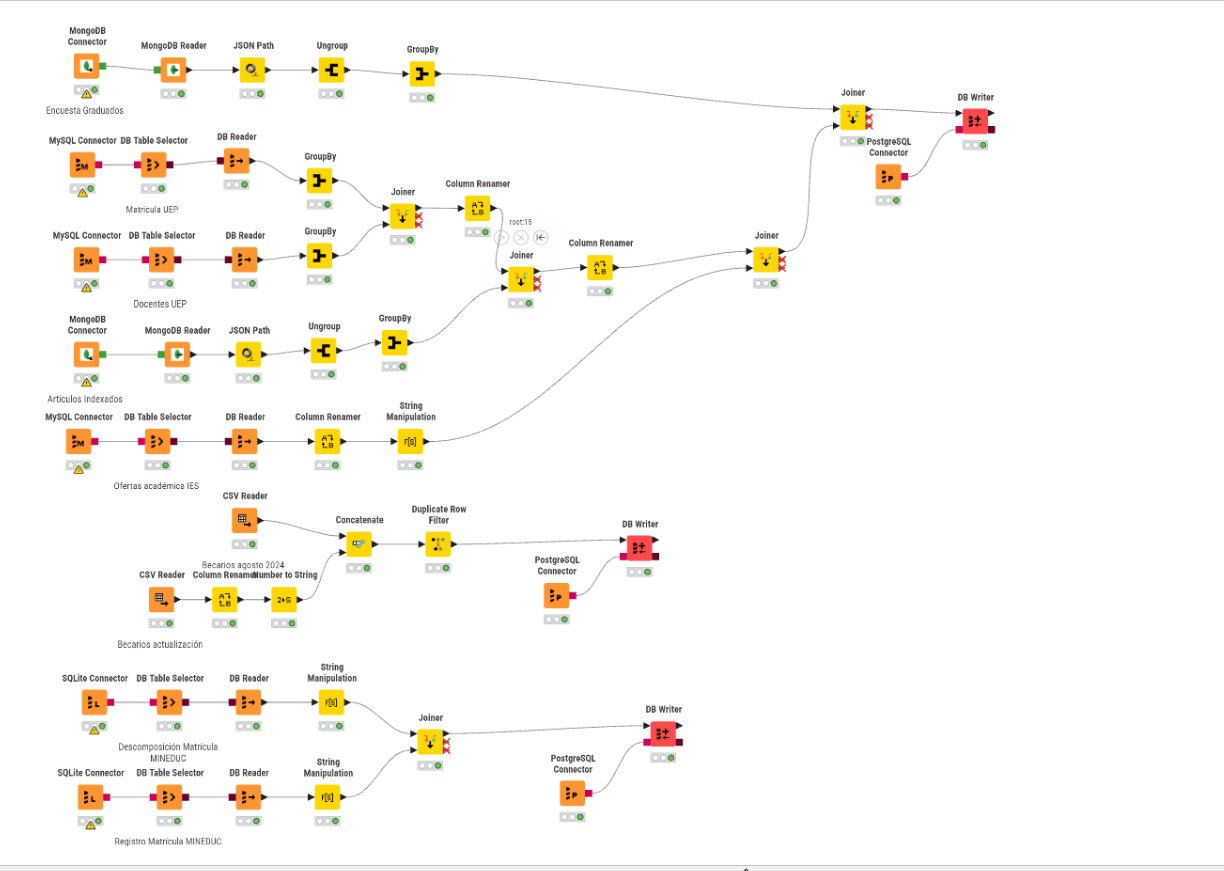 MongoDB
Connector
MongoDB Reader
JSON Path
Ungroup
GroupBy
Encuesta Graduados
Joiner
DB Writer
PostgreSQL
Connector
MySQL Connector
DB Table Selector
DB Reader
GroupBy
Matricula UEP
Joiner
Column Renamer
root:15
MySQL Connector
DB Table Selector
DB Reader
GroupBy
Docentes UEP
Joiner
Column Renamer
Joiner
MongoDB
Connector
MongoDB Reader
JSON Path
Ungroup
GroupBy
Artículos Indexados
MySQL Connector
DB Table Selector
DB Reader
Column Renamer
String
Manipulation
Ofertas académica IES
CSV Reader
Becarios agosto 2024
Concatenate
Duplicate Row
Filter
DB Writer
PostgreSQL
Connector
CSV Reader
Column Renamer
Number to String
Becarios actualización
SQLite Connector
DB Table Selector
DB Reader
String
Manipulation
Descomposición Matrícula
MINEDUC
Joiner
DB Writer
PostgreSQL
Connector
SQLite Connector
DB Table Selector
DB Reader
String
Manipulation
Registro Matrícula MINEDUC